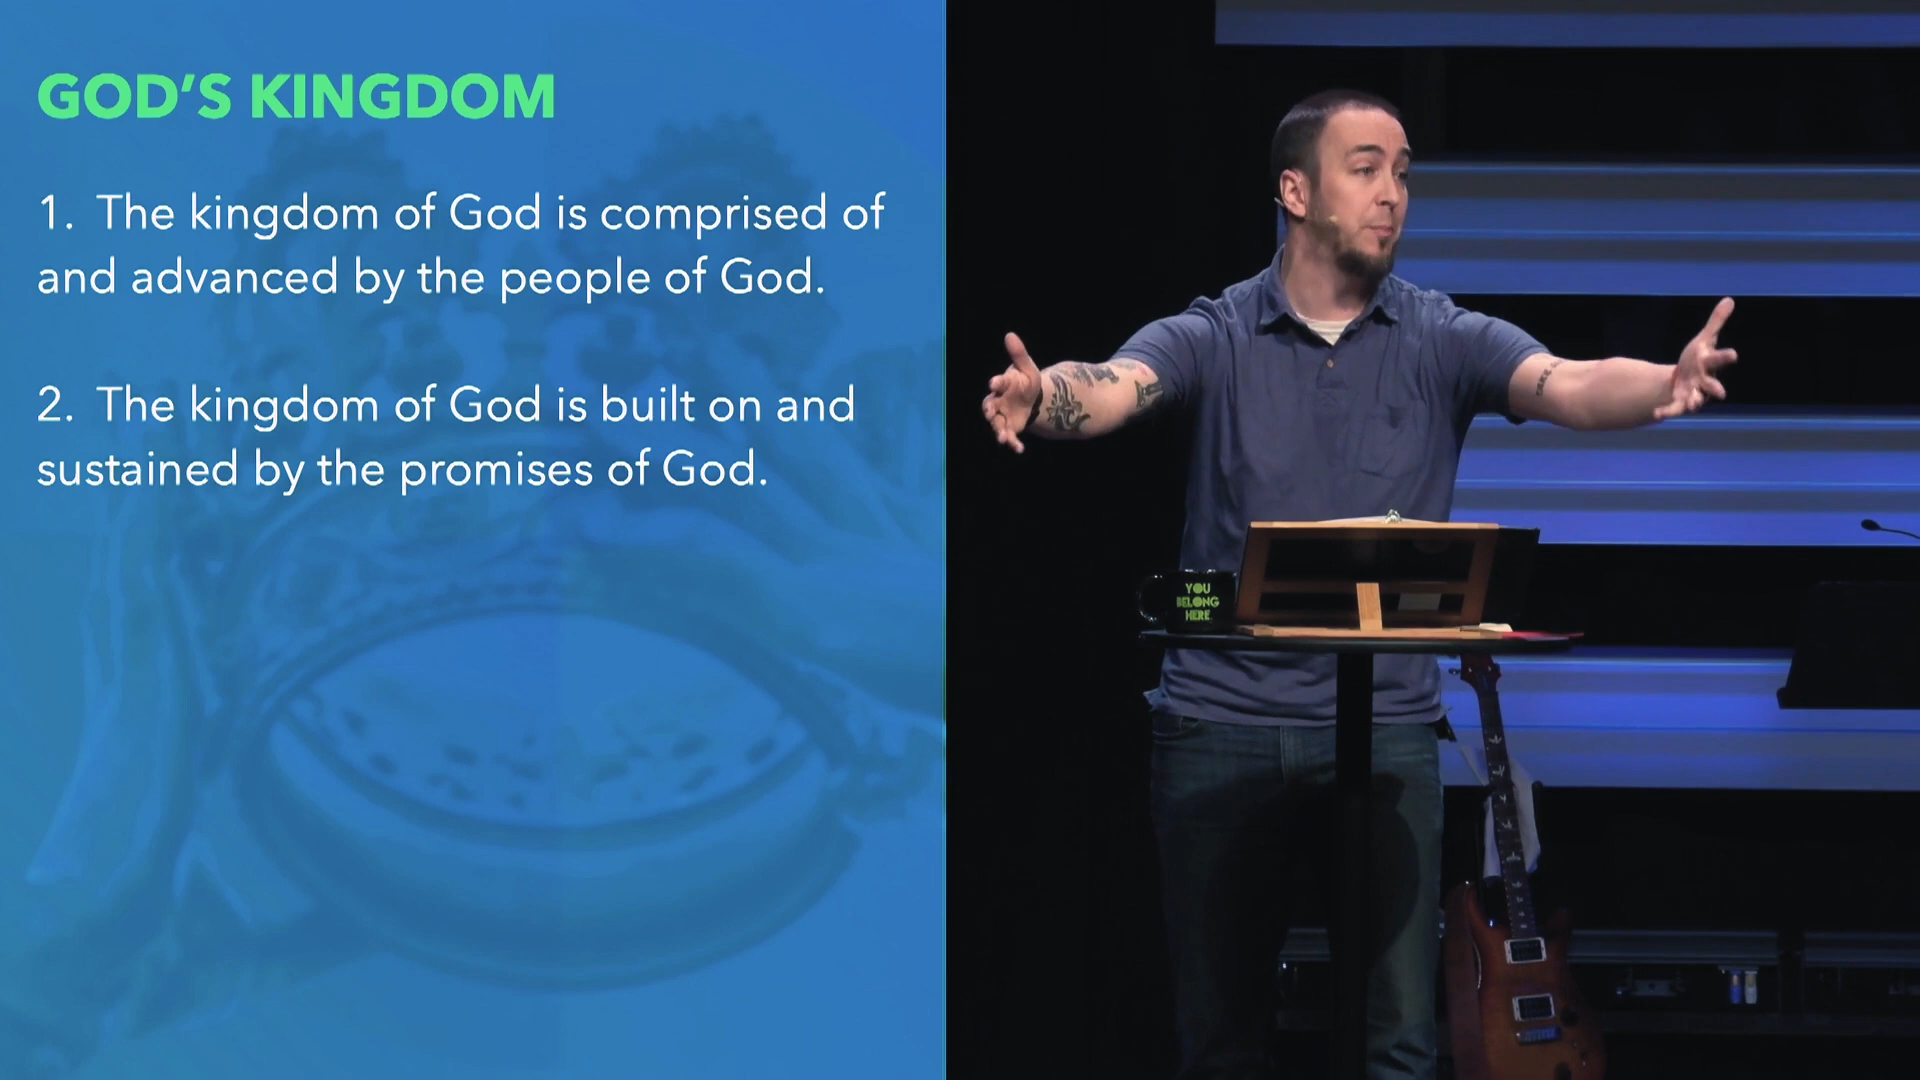 GOD’S KINGDOM
1. The kingdom of God is comprised of
and advanced by the people of God.
2. The kingdom of God is built on and
sustained by the promises of God.
YOU
BELONG
HERE